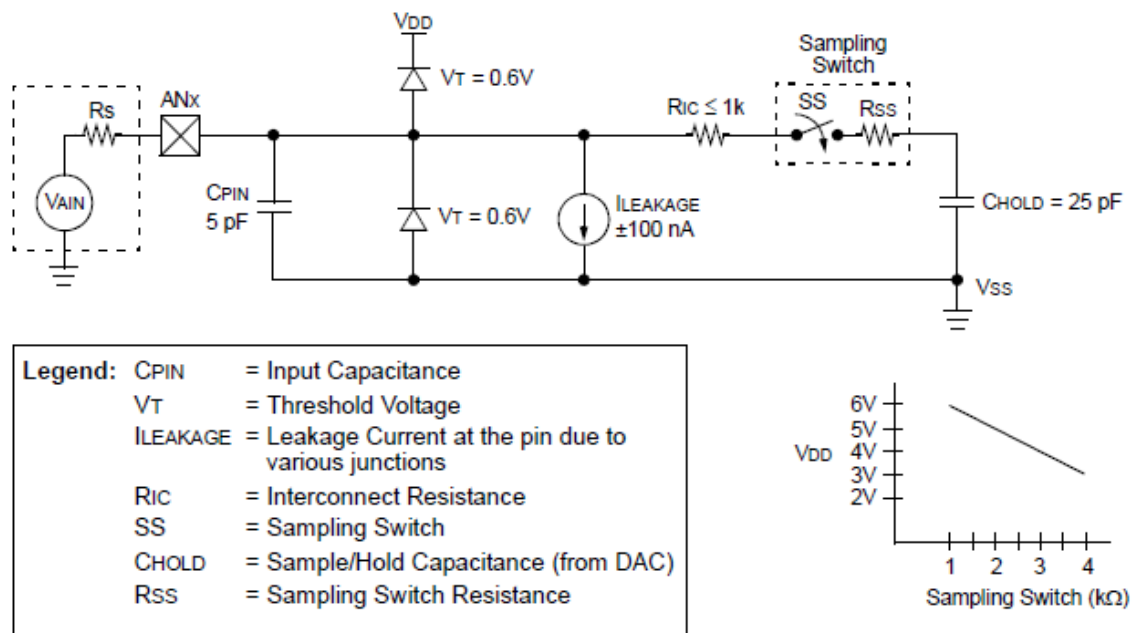 VDD
Sampling
Switch
VT = 0.6V
Rs
ANx
RIC ≤ 1k
SS
RSS
VAIN
CPIN
5 pF
VT = 0.6V
ILEAKAGE
±100 nA
CHOLD = 25 pF
VSS
Legend: CPIN = Input Capacitance
VT = Threshold Voltage
ILEAKAGE = Leakage Current at the pin due to
various junctions
RIC = Interconnect Resistance
SS = Sampling Switch
CHOLD = Sample/Hold Capacitance (from DAC)
RSS = Sampling Switch Resistance
6V
5V
VDD 4V
3V
2V
1 2 3 4
Sampling Switch (kΩ)